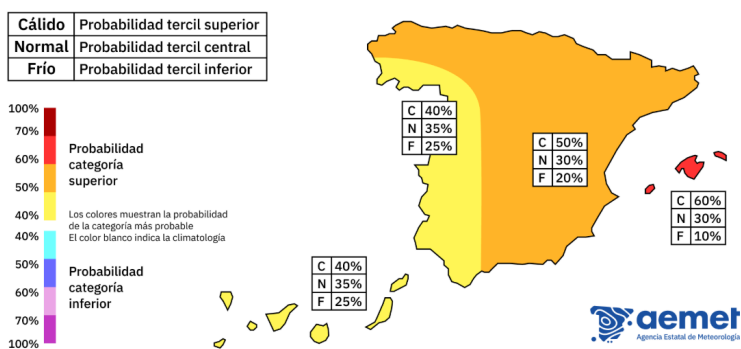 Cálido Probabilidad tercil superior
Normal Probabilidad tercil central
Frío Probabilidad tercil inferior
100%
70%
60%
50%
40%
40%
50%
60%
70%
100%
Probabilidad
categoría
superior
Los colores muestran la probabilidad
de la categoría más probable
El color blanco indica la climatología
Probabilidad
categoría
inferior
C 40%
N 35%
F 25%
C 50%
N 30%
F 20%
C 60%
N 30%
F 10%
C 40%
N 35%
F 25%
aemet
Agencia Estatal de Meteorología